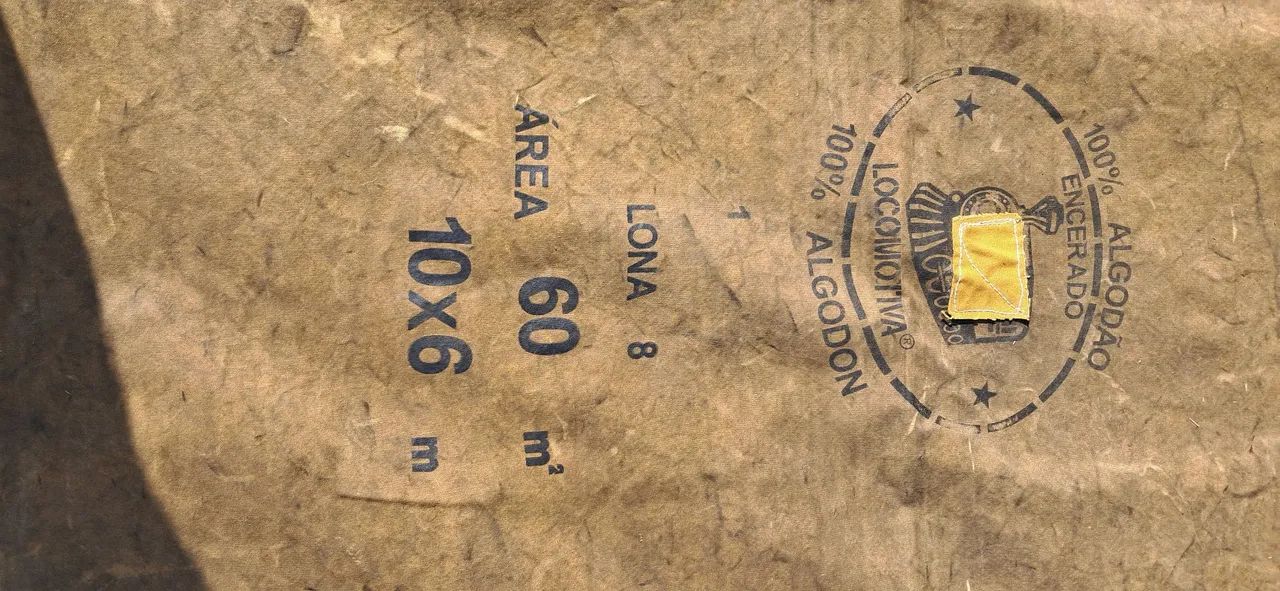 100% ALGODÃO
ENCERADO
LOCOMOTIVA®
100% ALGODON
1
LONA 8
ÁREA 60 m²
10x6 m